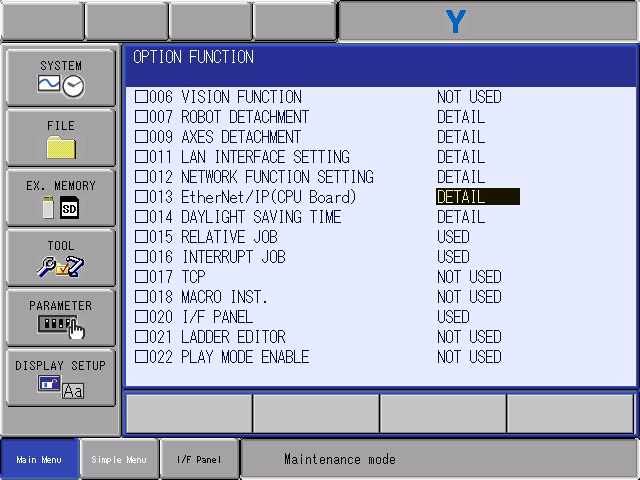 Y
SYSTEM
FILE
EX. MEMORY
SD
TOOL
PARAMETER
DISPLAY SETUP
Aa
OPTION FUNCTION
006 VISION FUNCTION NOT USED
007 ROBOT DETACHMENT DETAIL
009 AXES DETACHMENT DETAIL
011 LAN INTERFACE SETTING DETAIL
012 NETWORK FUNCTION SETTING DETAIL
013 EtherNet/IP(CPU Board) DETAIL
014 DAYLIGHT SAVING TIME DETAIL
015 RELATIVE JOB USED
016 INTERRUPT JOB USED
017 TCP NOT USED
018 MACRO INST. NOT USED
020 I/F PANEL USED
021 LADDER EDITOR NOT USED
022 PLAY MODE ENABLE NOT USED
Main Menu Simple Menu I/F Panel Maintenance mode